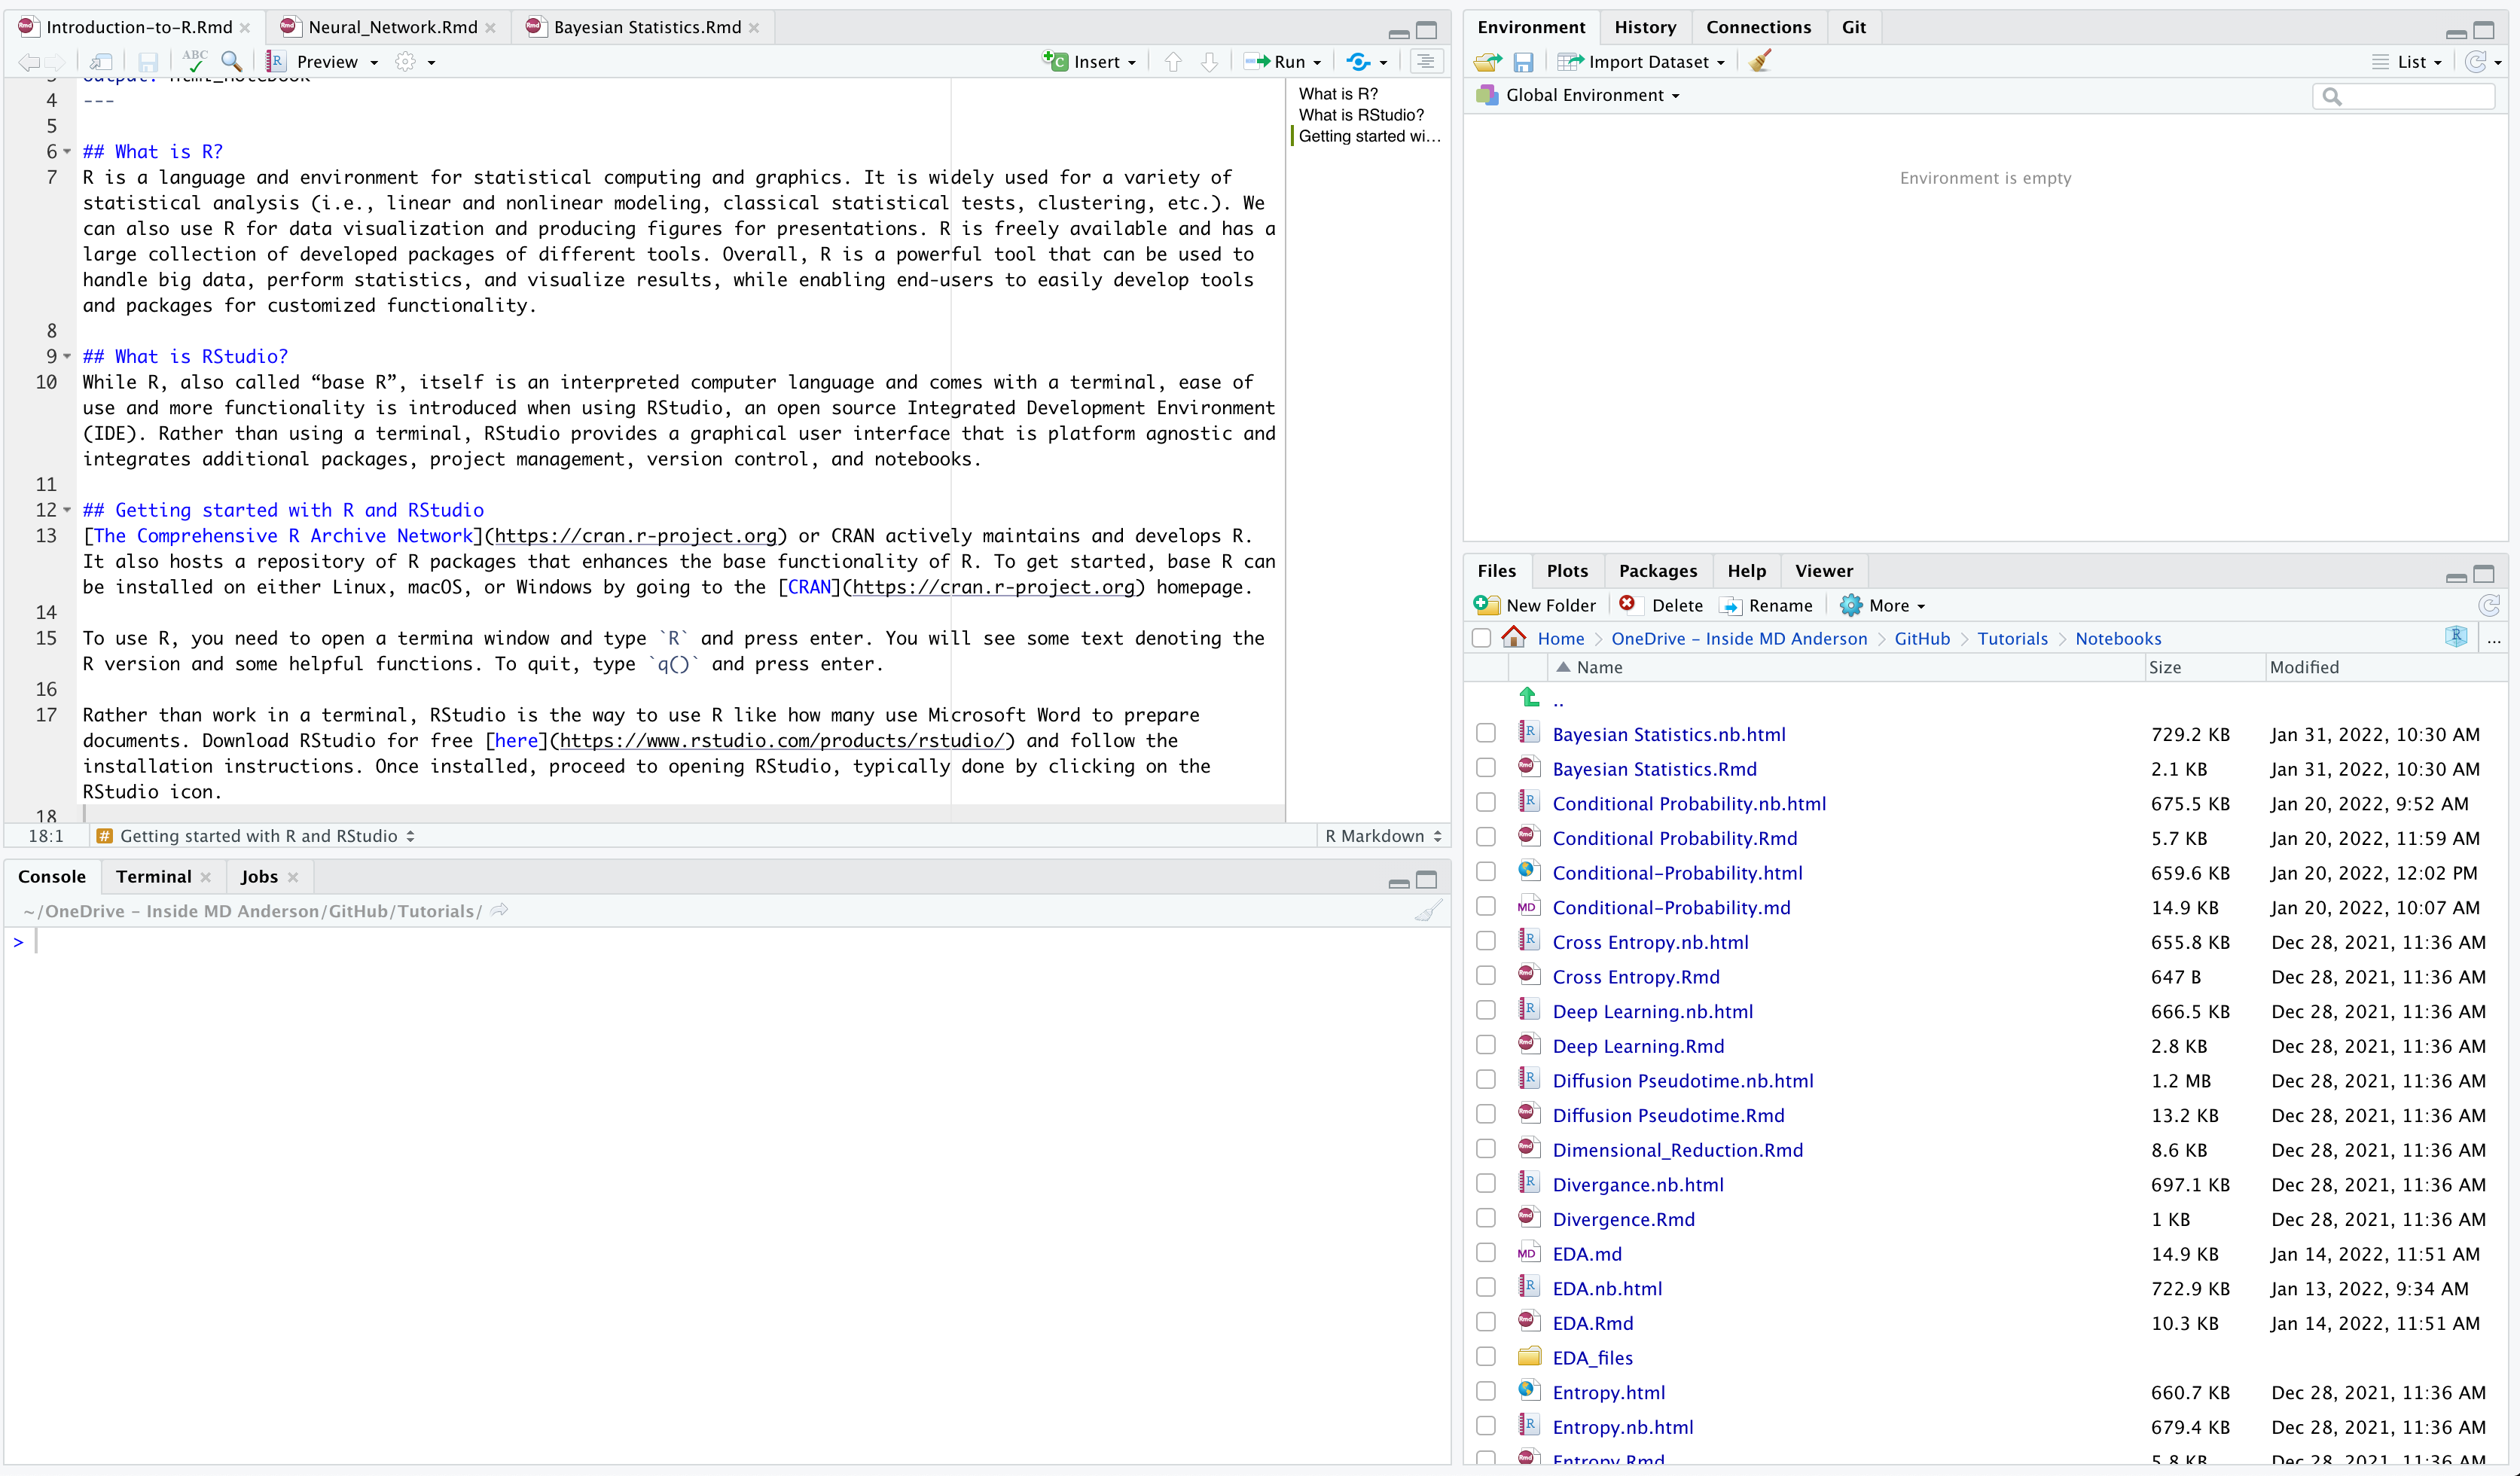 Introduction-to-R.Rmd Neural_Network.Rmd Bayesian Statistics.Rmd
ABC Preview Insert Run
3 output: html_notebook
4 ---
5
6 ## What is R?
7 R is a language and environment for statistical computing and graphics. It is widely used for a variety of
statistical analysis (i.e., linear and nonlinear modeling, classical statistical tests, clustering, etc.). We
can also use R for data visualization and producing figures for presentations. R is freely available and has a
large collection of developed packages of different tools. Overall, R is a powerful tool that can be used to
handle big data, perform statistics, and visualize results, while enabling end-users to easily develop tools
and packages for customized functionality.
8
9 ## What is RStudio?
10 While R, also called “base R”, itself is an interpreted computer language and comes with a terminal, ease of
use and more functionality is introduced when using RStudio, an open source Integrated Development Environment
(IDE). Rather than using a terminal, RStudio provides a graphical user interface that is platform agnostic and
integrates additional packages, project management, version control, and notebooks.
11
12 ## Getting started with R and RStudio
13 [The Comprehensive R Archive Network](https://cran.r-project.org) or CRAN actively maintains and develops R.
It also hosts a repository of R packages that enhances the base functionality of R. To get started, base R can
be installed on either Linux, macOS, or Windows by going to the [CRAN](https://cran.r-project.org) homepage.
14
15 To use R, you need to open a termina window and type `R` and press enter. You will see some text denoting the
R version and some helpful functions. To quit, type `q()` and press enter.
16
17 Rather than work in a terminal, RStudio is the way to use R like how many use Microsoft Word to prepare
documents. Download RStudio for free [here](https://www.rstudio.com/products/rstudio/) and follow the
installation instructions. Once installed, proceed to opening RStudio, typically done by clicking on the
RStudio icon.
18
What is R?
What is RStudio?
Getting started wi...
18:1 # Getting started with R and RStudio R Markdown
Console Terminal Jobs
~/OneDrive - Inside MD Anderson/GitHub/Tutorials/
>
Environment History Connections Git
Import Dataset List
Global Environment
Environment is empty
Files Plots Packages Help Viewer
New Folder Delete Rename More
Home > OneDrive - Inside MD Anderson > GitHub > Tutorials > Notebooks R ...
Name Size Modified
..
Bayesian Statistics.nb.html 729.2 KB Jan 31, 2022, 10:30 AM
Bayesian Statistics.Rmd 2.1 KB Jan 31, 2022, 10:30 AM
Conditional Probability.nb.html 675.5 KB Jan 20, 2022, 9:52 AM
Conditional Probability.Rmd 5.7 KB Jan 20, 2022, 11:59 AM
Conditional-Probability.html 659.6 KB Jan 20, 2022, 12:02 PM
MD Conditional-Probability.md 14.9 KB Jan 20, 2022, 10:07 AM
Cross Entropy.nb.html 655.8 KB Dec 28, 2021, 11:36 AM
Cross Entropy.Rmd 647 B Dec 28, 2021, 11:36 AM
Deep Learning.nb.html 666.5 KB Dec 28, 2021, 11:36 AM
Deep Learning.Rmd 2.8 KB Dec 28, 2021, 11:36 AM
Diffusion Pseudotime.nb.html 1.2 MB Dec 28, 2021, 11:36 AM
Diffusion Pseudotime.Rmd 13.2 KB Dec 28, 2021, 11:36 AM
Dimensional_Reduction.Rmd 8.6 KB Dec 28, 2021, 11:36 AM
Divergance.nb.html 697.1 KB Dec 28, 2021, 11:36 AM
Divergence.Rmd 1 KB Dec 28, 2021, 11:36 AM
MD EDA.md 14.9 KB Jan 14, 2022, 11:51 AM
EDA.nb.html 722.9 KB Jan 13, 2022, 9:34 AM
EDA.Rmd 10.3 KB Jan 14, 2022, 11:51 AM
EDA_files
Entropy.html 660.7 KB Dec 28, 2021, 11:36 AM
Entropy.nb.html 679.4 KB Dec 28, 2021, 11:36 AM
Entropy.Rmd 5.8 KB Dec 28, 2021, 11:36 AM